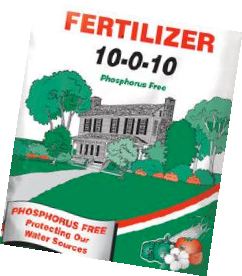 FERTILIZER
10-0-10
Phosphorus Free
PHOSPHORUS FREE
Protecting Our
Water Sources